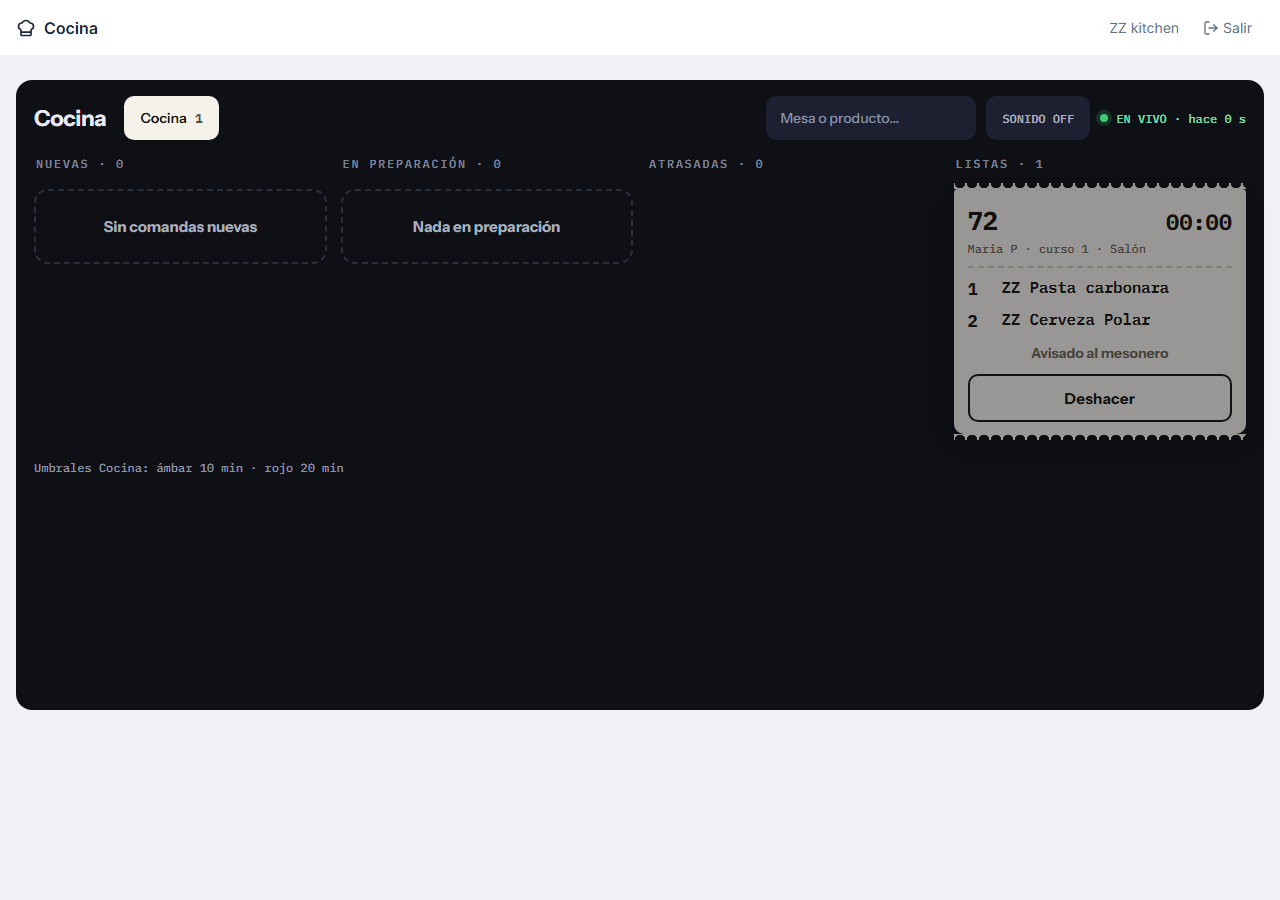 Cocina
ZZ kitchen
Salir
Cocina
Cocina 1
Mesa o producto...
SONIDO OFF
EN VIVO · hace 0 s
NUEVAS · 0
EN PREPARACIÓN · 0
ATRASADAS · 0
LISTAS · 1
Sin comandas nuevas
Nada en preparación
72
00:00
Maria P · curso 1 · Salón
1 ZZ Pasta carbonara
2 ZZ Cerveza Polar
Avisado al mesonero
Deshacer
Umbrales Cocina: ámbar 10 min · rojo 20 min